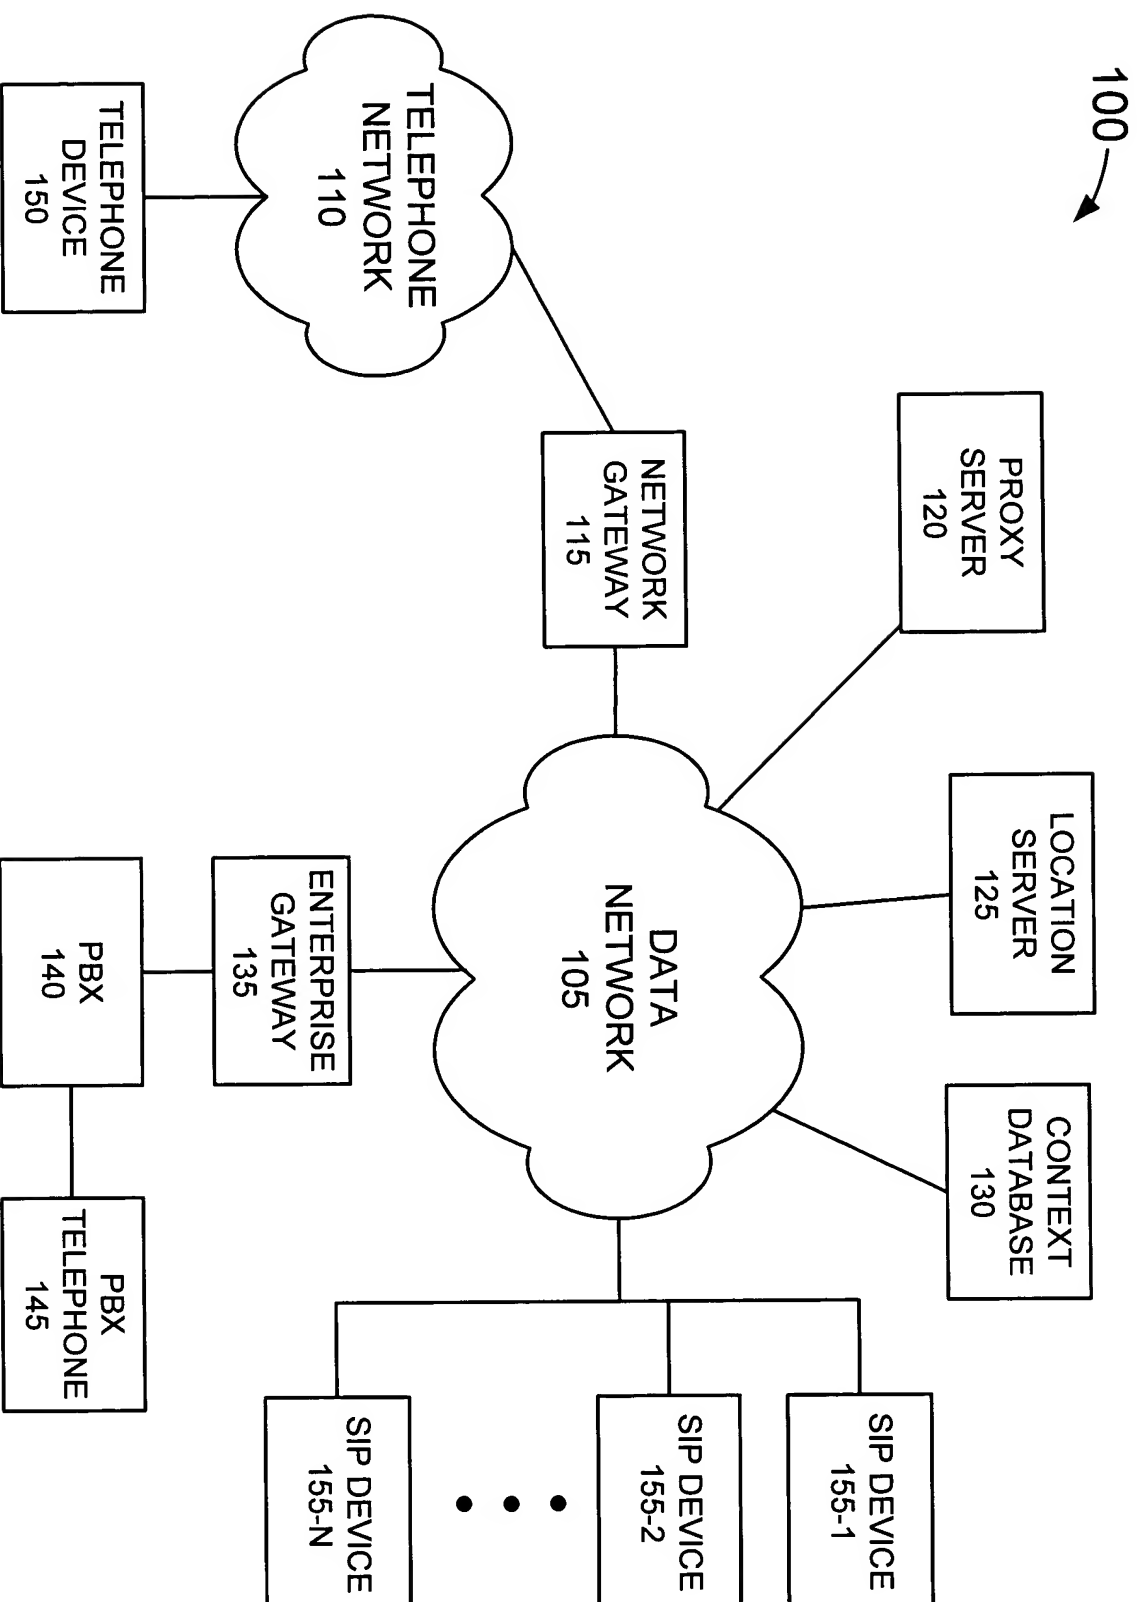 100
PROXY
SERVER
120
LOCATION
SERVER
125
CONTEXT
DATABASE
130
TELEPHONE
NETWORK
110
NETWORK
GATEWAY
115
DATA
NETWORK
105
SIP DEVICE
155-1
SIP DEVICE
155-2
SIP DEVICE
155-N
TELEPHONE
DEVICE
150
ENTERPRISE
GATEWAY
135
PBX
140
PBX
TELEPHONE
145